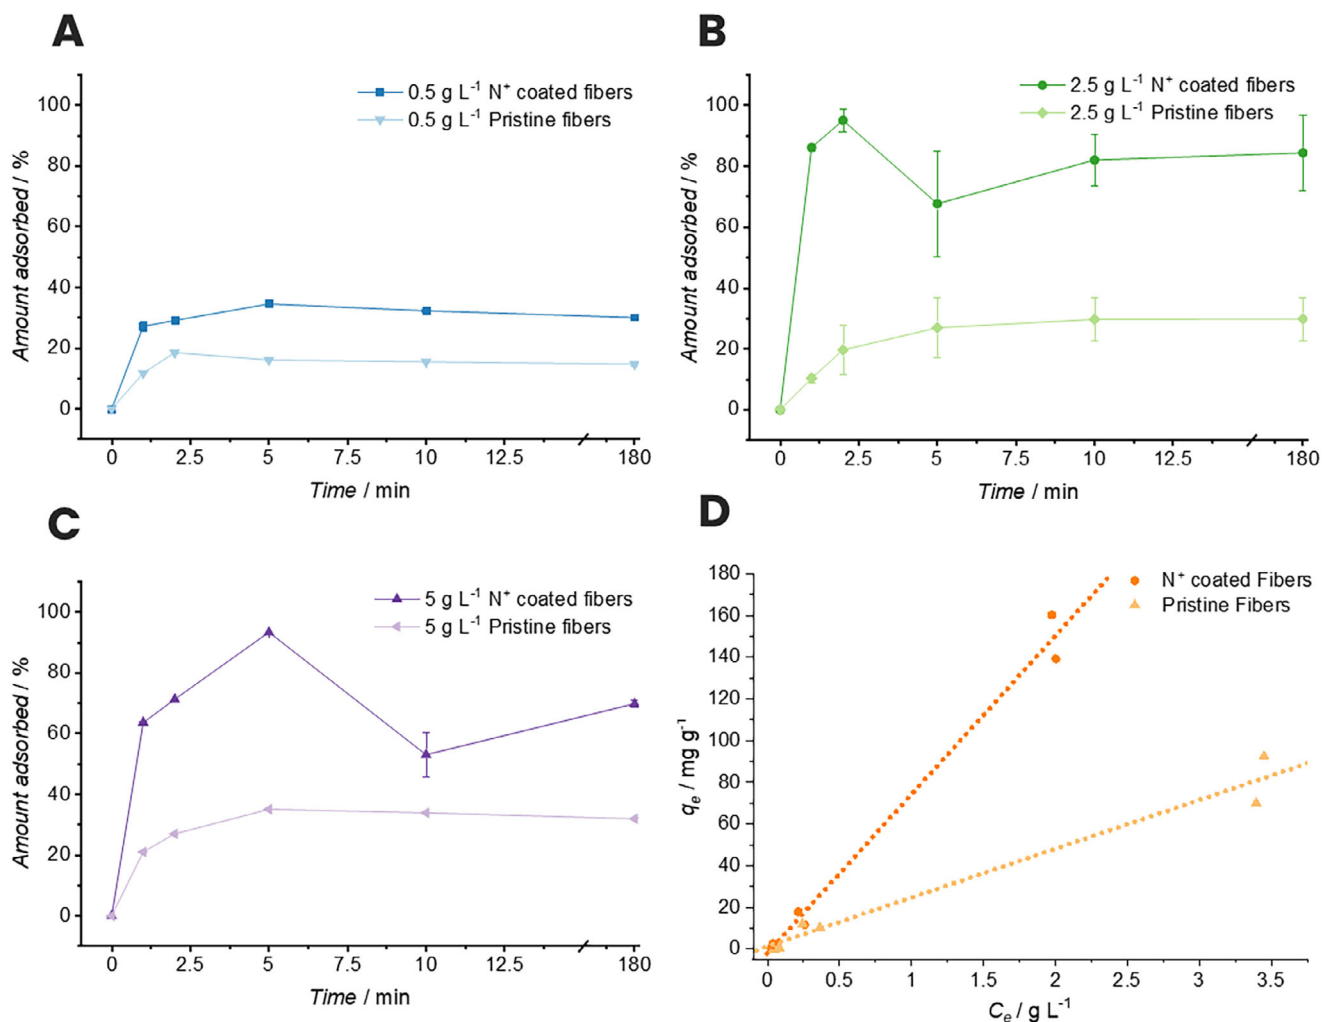 A
0.5 g L⁻¹ N⁺ coated fibers
0.5 g L⁻¹ Pristine fibers
100
80
60
40
20
0
Amount adsorbed / %
0 2.5 5 7.5 10 12.5 180
Time / min
B
2.5 g L⁻¹ N⁺ coated fibers
2.5 g L⁻¹ Pristine fibers
100
80
60
40
20
0
Amount adsorbed / %
0 2.5 5 7.5 10 12.5 180
Time / min
C
5 g L⁻¹ N⁺ coated fibers
5 g L⁻¹ Pristine fibers
100
80
60
40
20
0
Amount adsorbed / %
0 2.5 5 7.5 10 12.5 180
Time / min
D
N⁺ coated Fibers
Pristine Fibers
180
160
140
120
100
80
60
40
20
0
qₑ / mg g⁻¹
0 0.5 1 1.5 2 2.5 3 3.5
Cₑ / g L⁻¹